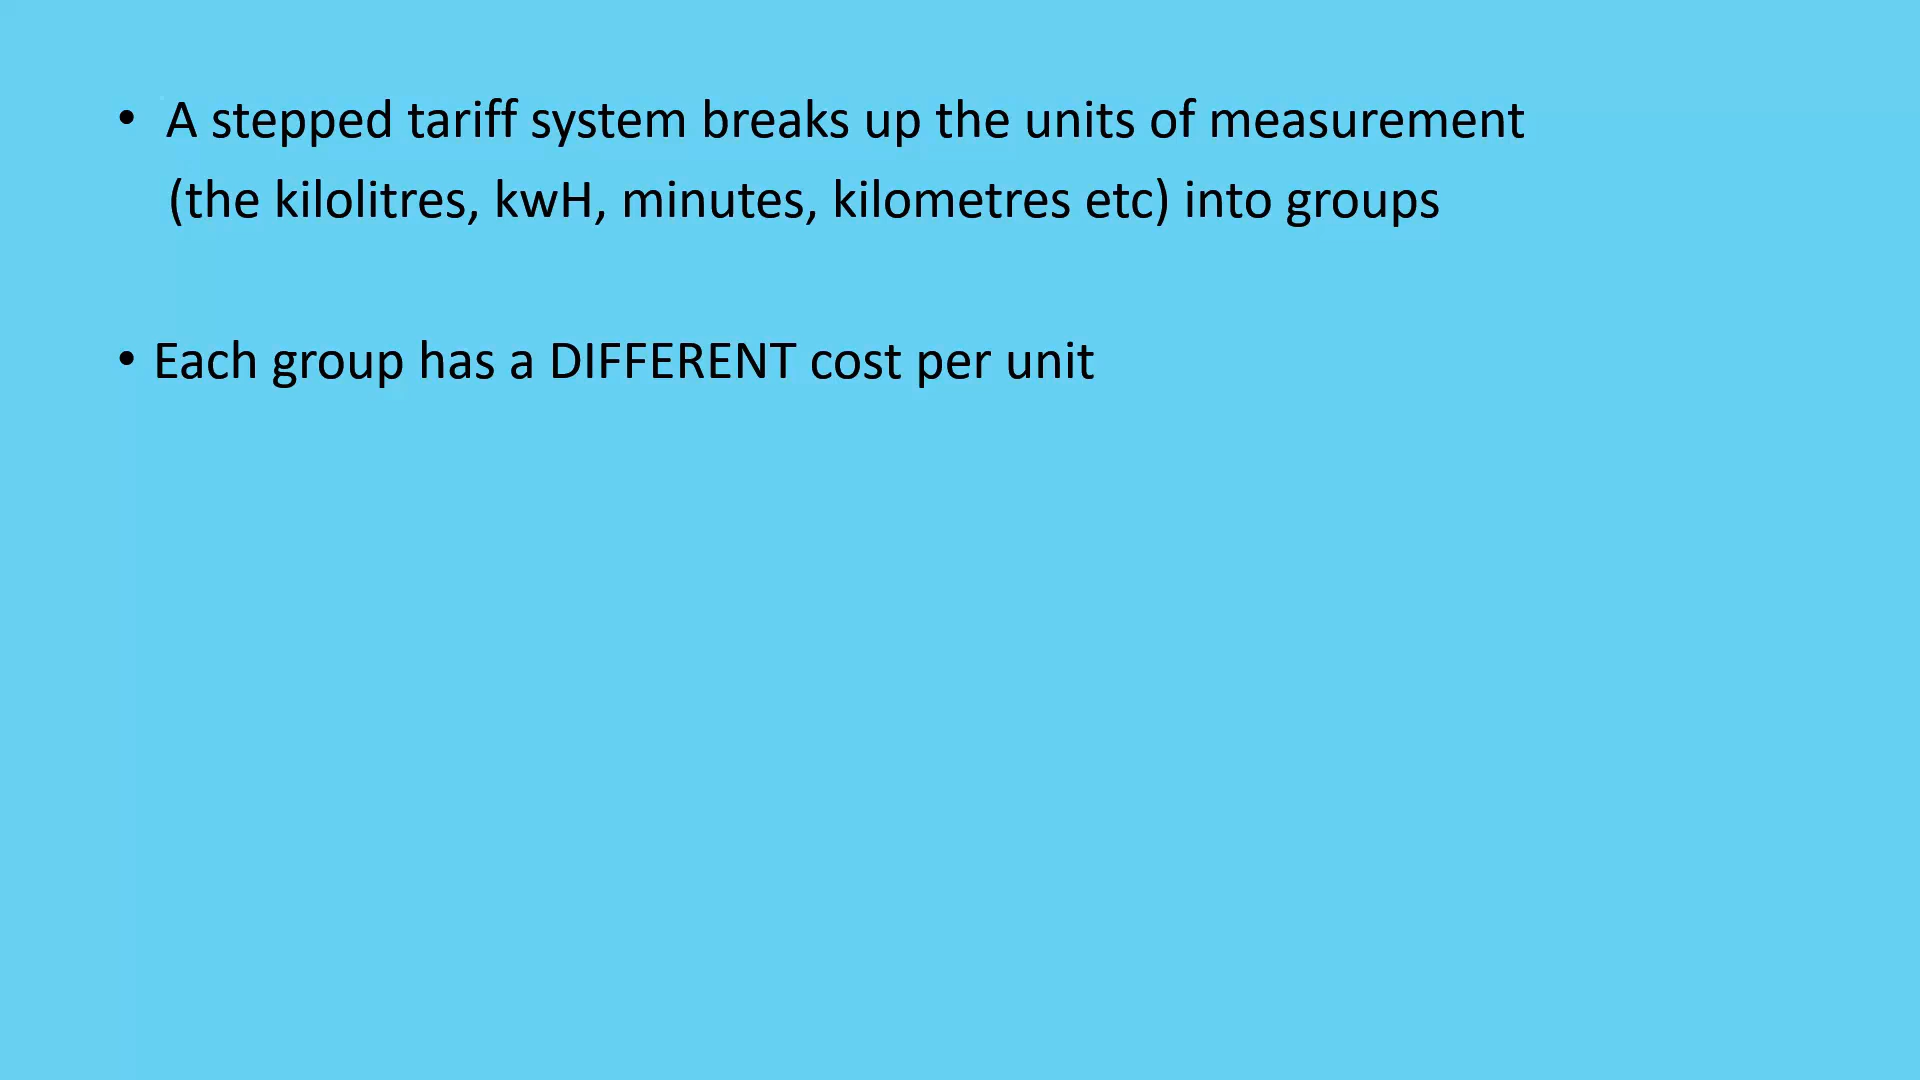 • A stepped tariff system breaks up the units of measurement
(the kilolitres, kwH, minutes, kilometres etc) into groups
• Each group has a DIFFERENT cost per unit